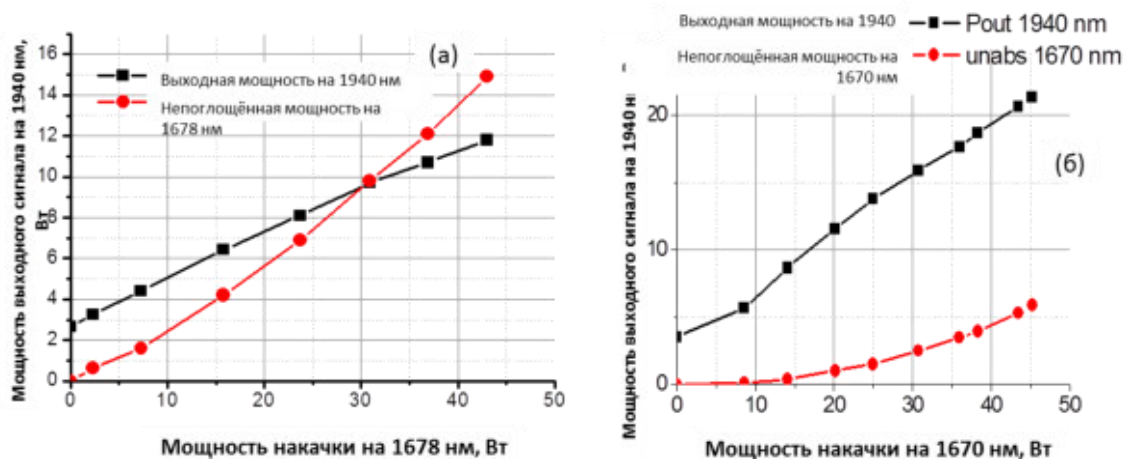 Мощность выходного сигнала на 1940 нм,
Вт
16
14
12
10
8
6
4
2
0
(а)
Выходная мощность на 1940 нм
Непоглощённая мощность на
1678 нм
0 10 20 30 40 50
Мощность накачки на 1678 нм, Вт
Мощность выходного сигнала на 1940 н
20
10
0
Выходная мощность на 1940
Pout 1940 nm
Непоглощённая мощность на
1670 нм
unabs 1670 nm
(б)
0 10 20 30 40 50
Мощность накачки на 1670 нм, Вт